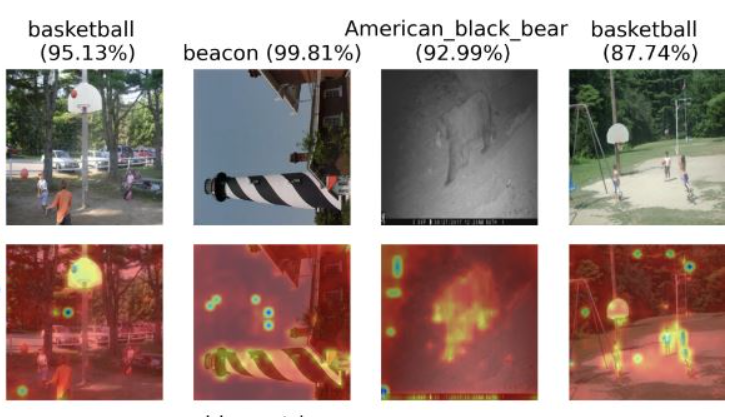 basketball
(95.13%)
beacon (99.81%)
American_black_bear
(92.99%)
basketball
(87.74%)